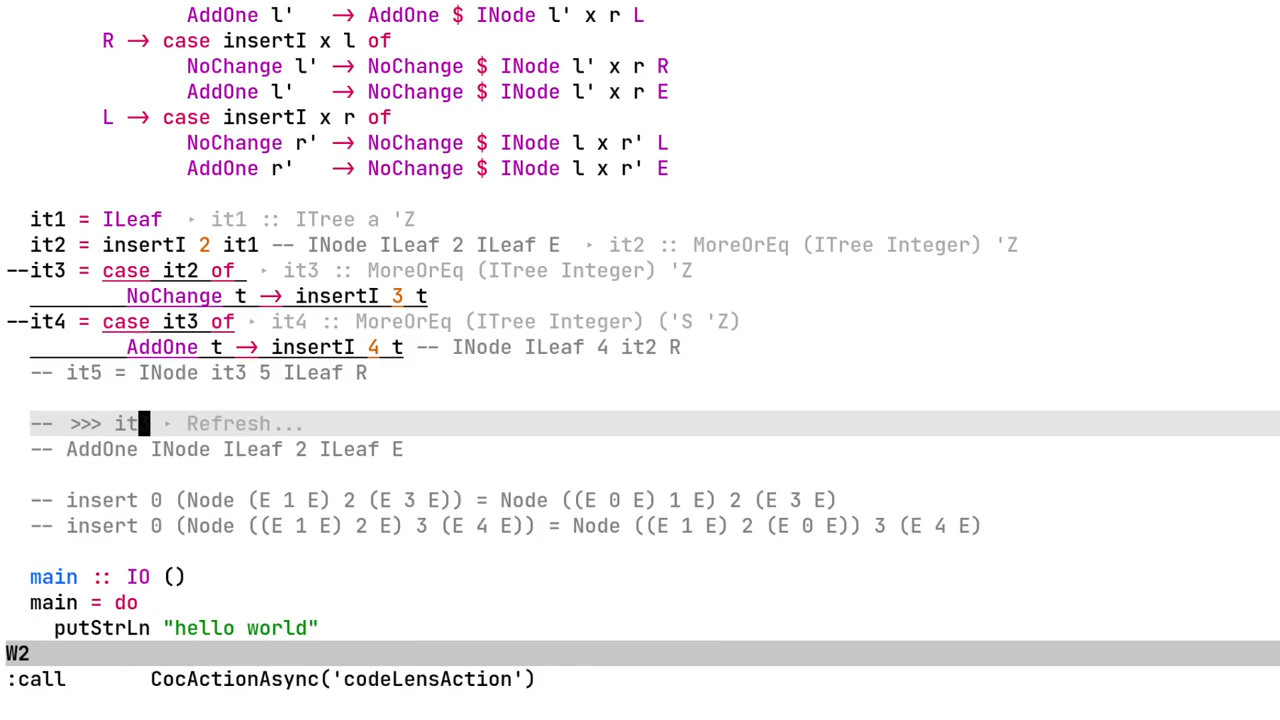 AddOne l'   -> AddOne $ INode l' x r L
R -> case insertI x l of
NoChange l' -> NoChange $ INode l' x r R
AddOne l'   -> NoChange $ INode l' x r E
L -> case insertI x r of
NoChange r' -> NoChange $ INode l x r' L
AddOne r'   -> NoChange $ INode l x r' E
it1 = ILeaf  ‣ it1 :: ITree a 'Z
it2 = insertI 2 it1 -- INode ILeaf 2 ILeaf E  ‣ it2 :: MoreOrEq (ITree Integer) 'Z
--it3 = case it2 of  ‣ it3 :: MoreOrEq (ITree Integer) 'Z
NoChange t -> insertI 3 t
--it4 = case it3 of ‣ it4 :: MoreOrEq (ITree Integer) ('S 'Z)
AddOne t -> insertI 4 t -- INode ILeaf 4 it2 R
-- it5 = INode it3 5 ILeaf R
-- >>> it ‣ Refresh...
-- AddOne INode ILeaf 2 ILeaf E
-- insert 0 (Node (E 1 E) 2 (E 3 E)) = Node ((E 0 E) 1 E) 2 (E 3 E)
-- insert 0 (Node ((E 1 E) 2 E) 3 (E 4 E)) = Node ((E 1 E) 2 (E 0 E)) 3 (E 4 E)
main :: IO ()
main = do
putStrLn "hello world"
W2
:call       CocActionAsync('codeLensAction')